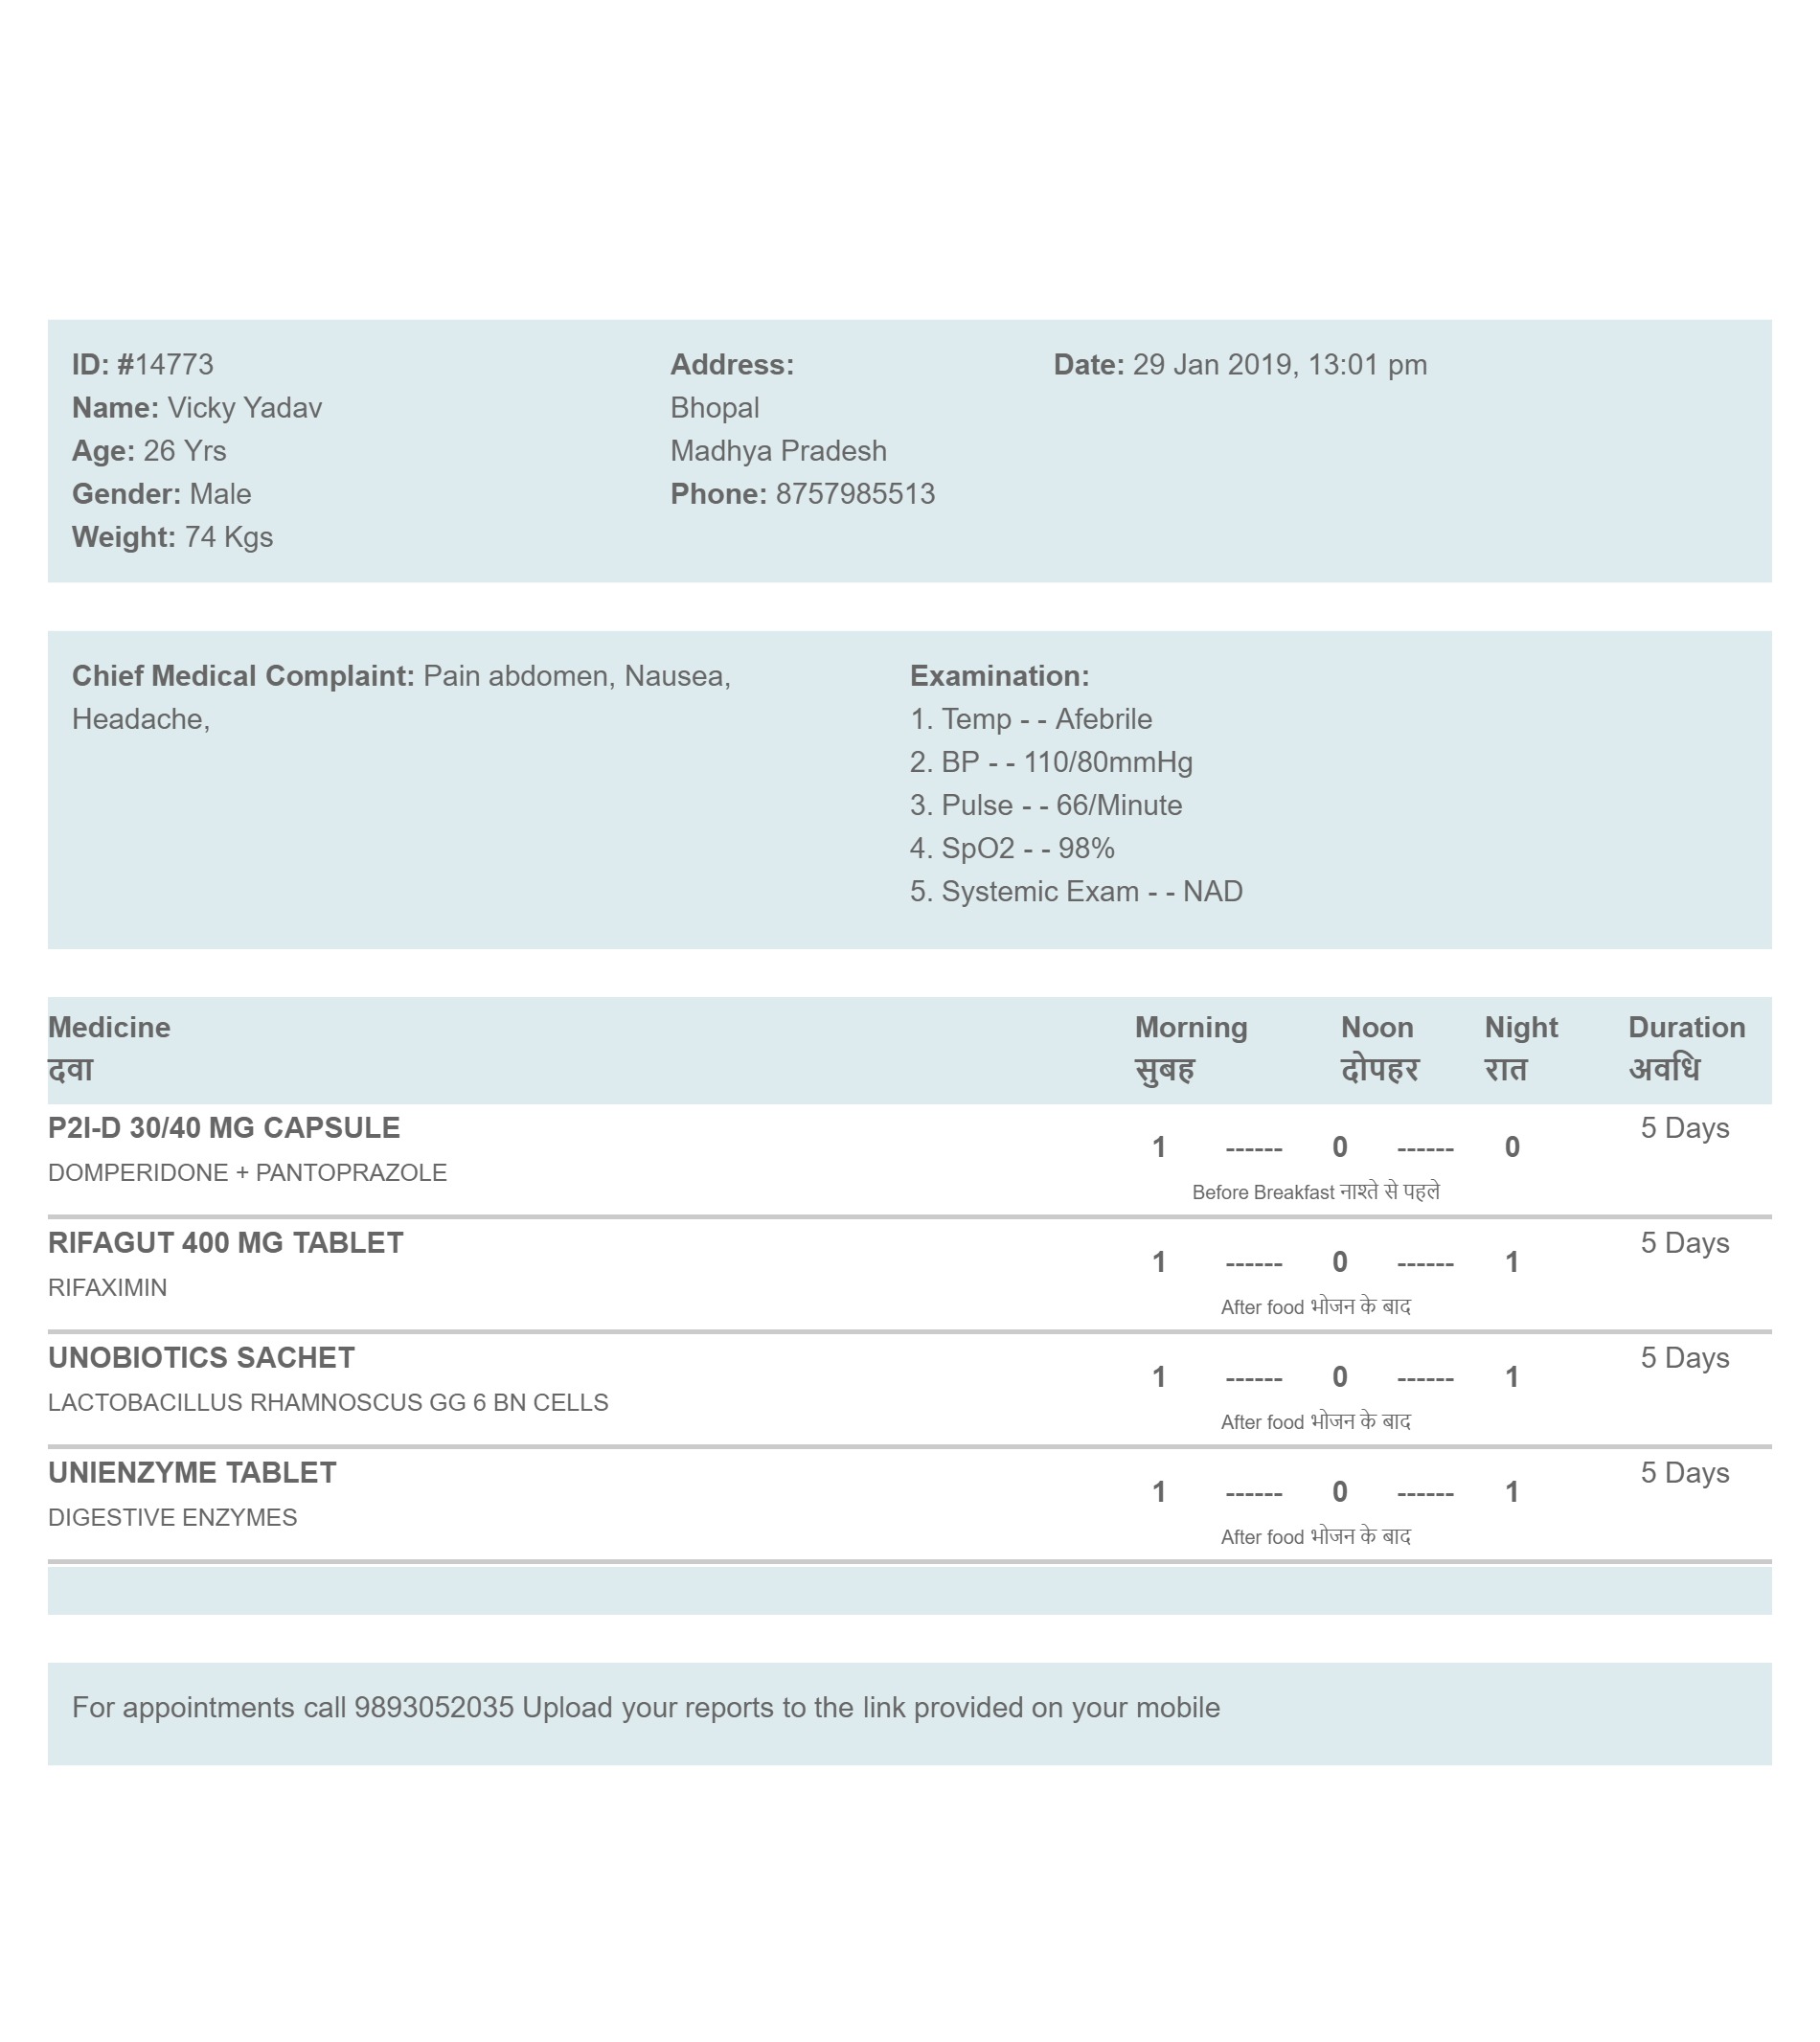 ID: #14773
Name: Vicky Yadav
Age: 26 Yrs
Gender: Male
Weight: 74 Kgs
Address:
Bhopal
Madhya Pradesh
Phone: 8757985513
Date: 29 Jan 2019, 13:01 pm
Chief Medical Complaint: Pain abdomen, Nausea,
Headache,
Examination:
1. Temp - - Afebrile
2. BP - - 110/80mmHg
3. Pulse - - 66/Minute
4. SpO2 - - 98%
5. Systemic Exam - - NAD
Medicine Morning Noon Night Duration
दवा सुबह दोपहर रात अवधि
P2I-D 30/40 MG CAPSULE 1 ------ 0 ------ 0 5 Days
DOMPERIDONE + PANTOPRAZOLE
Before Breakfast नाश्ते से पहले
RIFAGUT 400 MG TABLET 1 ------ 0 ------ 1 5 Days
RIFAXIMIN
After food भोजन के बाद
UNOBIOTICS SACHET 1 ------ 0 ------ 1 5 Days
LACTOBACILLUS RHAMNOSCUS GG 6 BN CELLS
After food भोजन के बाद
UNIENZYME TABLET 1 ------ 0 ------ 1 5 Days
DIGESTIVE ENZYMES
After food भोजन के बाद
For appointments call 9893052035 Upload your reports to the link provided on your mobile